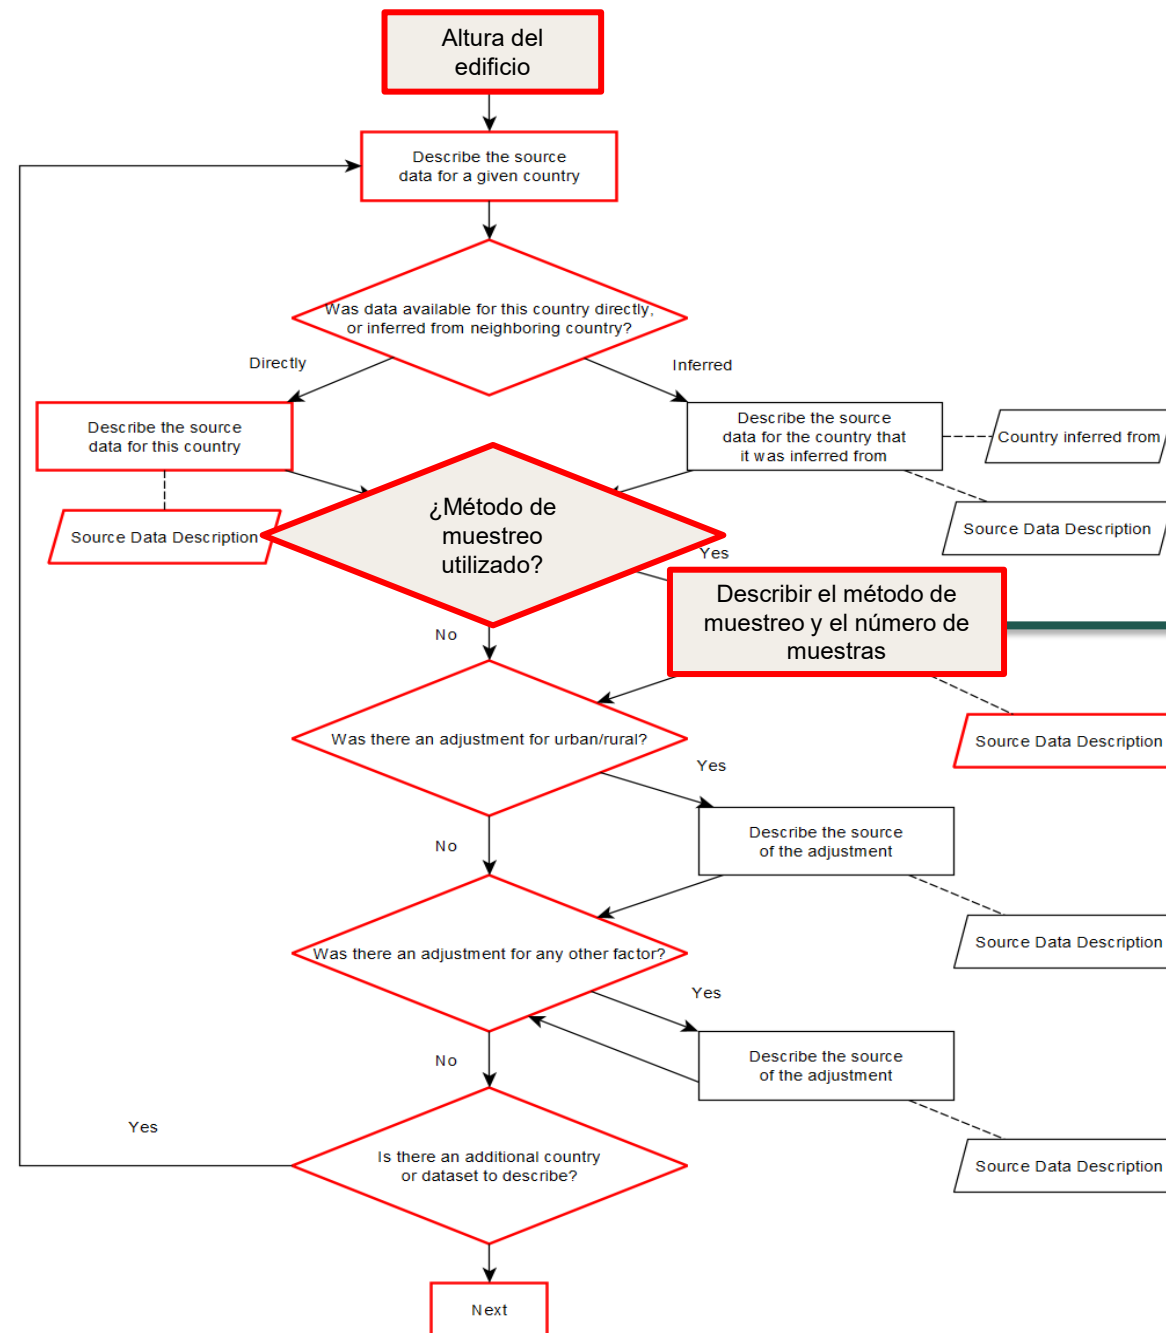 Altura del
edificio
Describe the source
data for a given country
Was data available for this country directly,
or inferred from neighboring country?
Directly
Inferred
Describe the source
data for this country
Describe the source
data for the country that
it was inferred from
Country inferred from
Source Data Description
Source Data Description
¿Método de
muestreo
utilizado?
Yes
Describir el método de
muestreo y el número de
muestras
No
Source Data Description
Was there an adjustment for urban/rural?
Yes
Describe the source
of the adjustment
No
Source Data Description
Was there an adjustment for any other factor?
Yes
Describe the source
of the adjustment
No
Source Data Description
Yes
Is there an additional country
or dataset to describe?
Next